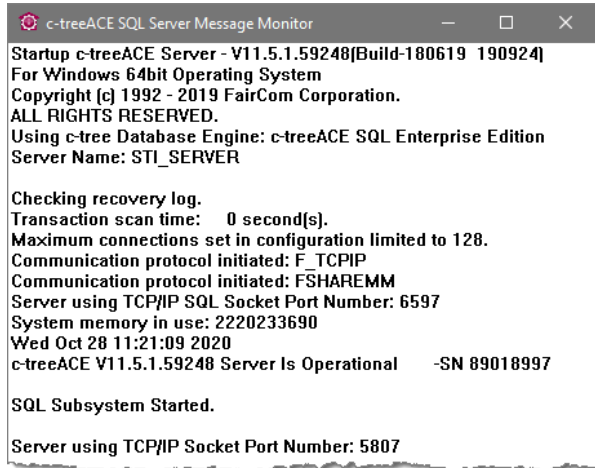 c-treeACE SQL Server Message Monitor
Startup c-treeACE Server - V11.5.1.59248(Build-180619 190924)
For Windows 64bit Operating System
Copyright (c) 1992 - 2019 FairCom Corporation.
ALL RIGHTS RESERVED.
Using c-tree Database Engine: c-treeACE SQL Enterprise Edition
Server Name: STI_SERVER
Checking recovery log.
Transaction scan time: 0 second(s).
Maximum connections set in configuration limited to 128.
Communication protocol initiated: F_TCPIP
Communication protocol initiated: FSHAREMM
Server using TCP/IP SQL Socket Port Number: 6597
System memory in use: 2220233690
Wed Oct 28 11:21:09 2020
c-treeACE V11.5.1.59248 Server Is Operational -SN 89018997
SQL Subsystem Started.
Server using TCP/IP Socket Port Number: 5807